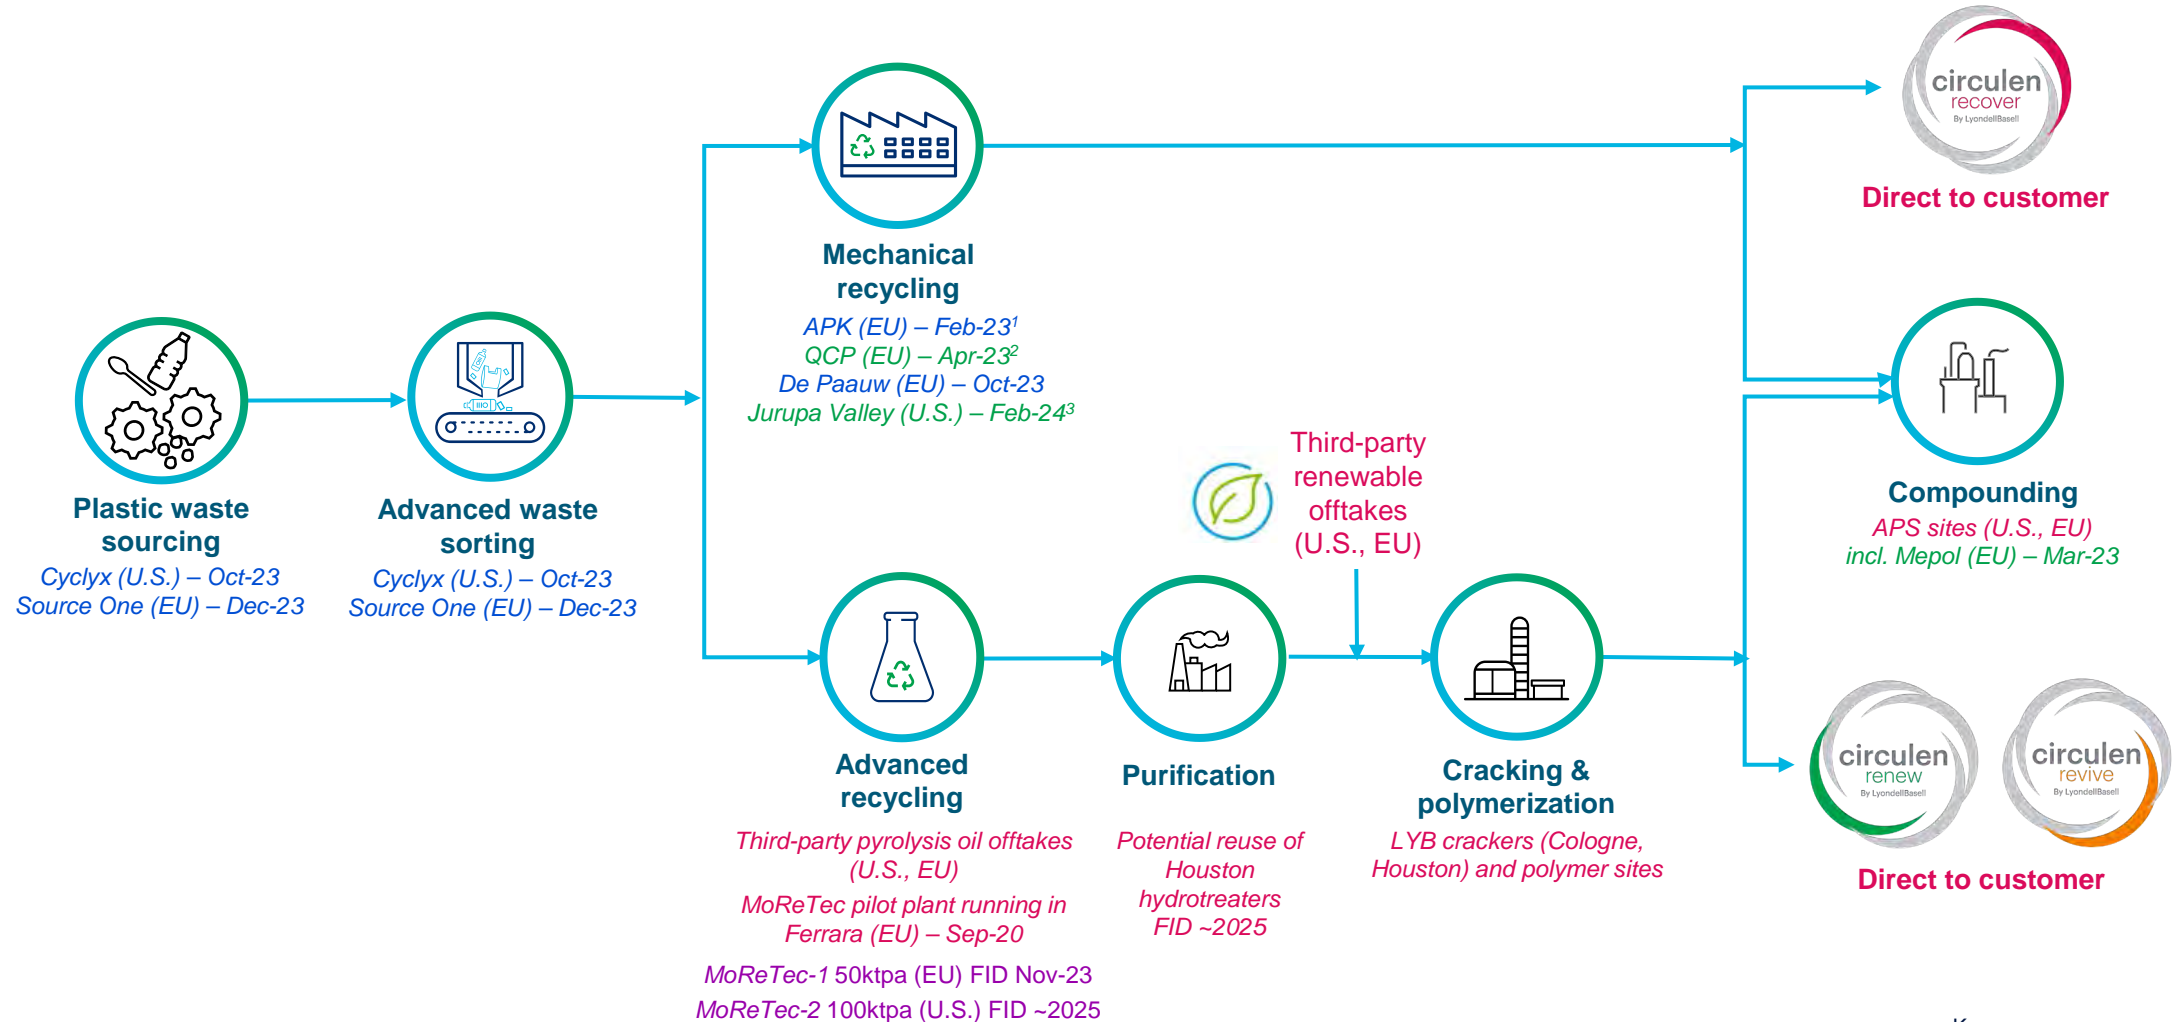 circulen
recover
By LyondellBasell
Direct to customer
Mechanical
recycling
APK (EU) – Feb-23¹
QCP (EU) – Apr-23²
De Paauw (EU) – Oct-23
Jurupa Valley (U.S.) – Feb-24³
Plastic waste
sourcing
Cyclyx (U.S.) – Oct-23
Source One (EU) – Dec-23
Advanced waste
sorting
Cyclyx (U.S.) – Oct-23
Source One (EU) – Dec-23
Third-party
renewable
offtakes
(U.S., EU)
Compounding
APS sites (U.S., EU)
incl. Mepol (EU) – Mar-23
Advanced
recycling
Third-party pyrolysis oil offtakes
(U.S., EU)
MoReTec pilot plant running in
Ferrara (EU) – Sep-20
MoReTec-1 50ktpa (EU) FID Nov-23
MoReTec-2 100ktpa (U.S.) FID ~2025
Purification
Potential reuse of
Houston
hydrotreaters
FID ~2025
Cracking &
polymerization
LYB crackers (Cologne,
Houston) and polymer sites
circulen
renew
By LyondellBasell
circulen
revive
By LyondellBasell
Direct to customer